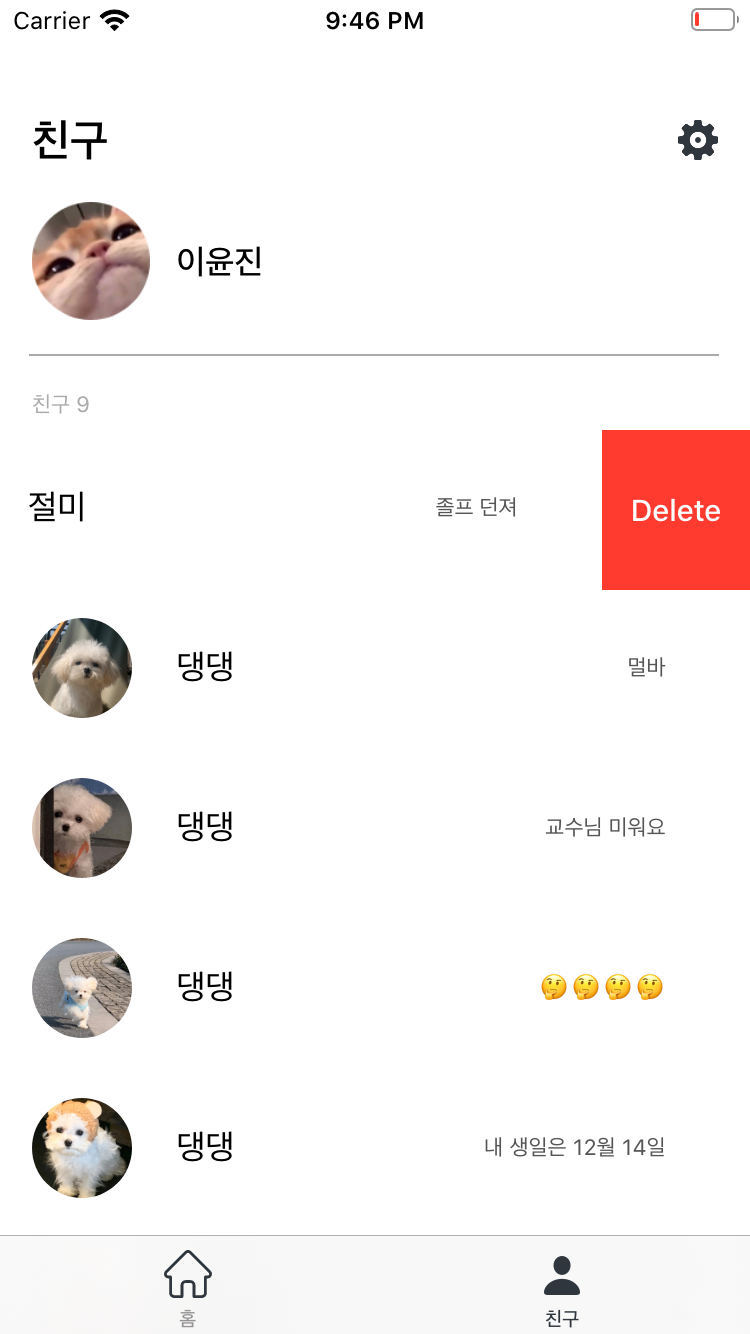 Carrier 9:46 PM
친구
이윤진
친구 9
절미 졸프 던져 Delete
댕댕 멀바
댕댕 교수님 미워요
댕댕 🤔🤔🤔🤔
댕댕 내 생일은 12월 14일
홈 친구